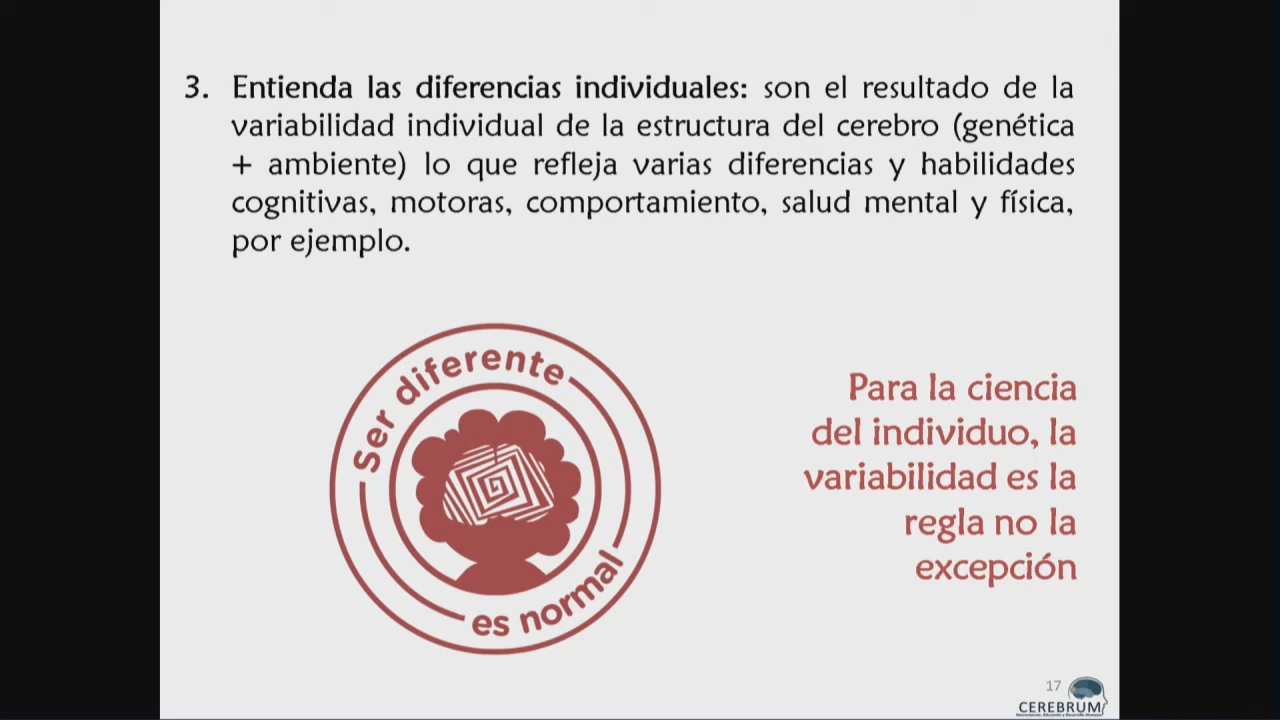 3. Entienda las diferencias individuales: son el resultado de la
variabilidad individual de la estructura del cerebro (genética
+ ambiente) lo que refleja varias diferencias y habilidades
cognitivas, motoras, comportamiento, salud mental y física,
por ejemplo.
Ser diferente
es normal
Para la ciencia
del individuo, la
variabilidad es la
regla no la
excepción
17
CEREBRUM